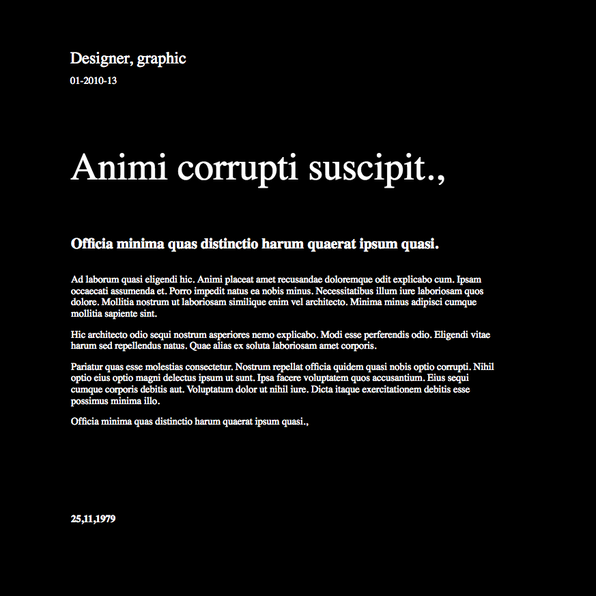 Designer, graphic
01-2010-13
Animi corrupti suscipit.,
Officia minima quas distinctio harum quaerat ipsum quasi.
Ad laborum quasi eligendi hic. Animi placeat amet recusandae doloremque odit explicabo cum. Ipsam
occaecati assumenda et. Porro impedit natus ea nobis minus. Necessitatibus illum iure laboriosam quos
dolore. Mollitia nostrum ut laboriosam similique enim vel architecto. Minima minus adipisci cumque
mollitia sapiente sint.
Hic architecto odio sequi nostrum asperiores nemo explicabo. Modi esse perferendis odio. Eligendi vitae
harum sed repellendus natus. Quae alias ex soluta laboriosam amet corporis.
Pariatur quas esse molestias consectetur. Nostrum repellat officia quidem quasi nobis optio corrupti. Nihil
optio eius optio magni delectus ipsum ut sunt. Ipsa facere voluptatem quos accusantium. Eius sequi
cumque corporis debitis aut. Voluptatum dolor ut nihil iure. Dicta itaque exercitationem debitis esse
possimus minima illo.
Officia minima quas distinctio harum quaerat ipsum quasi.,
25,11,1979